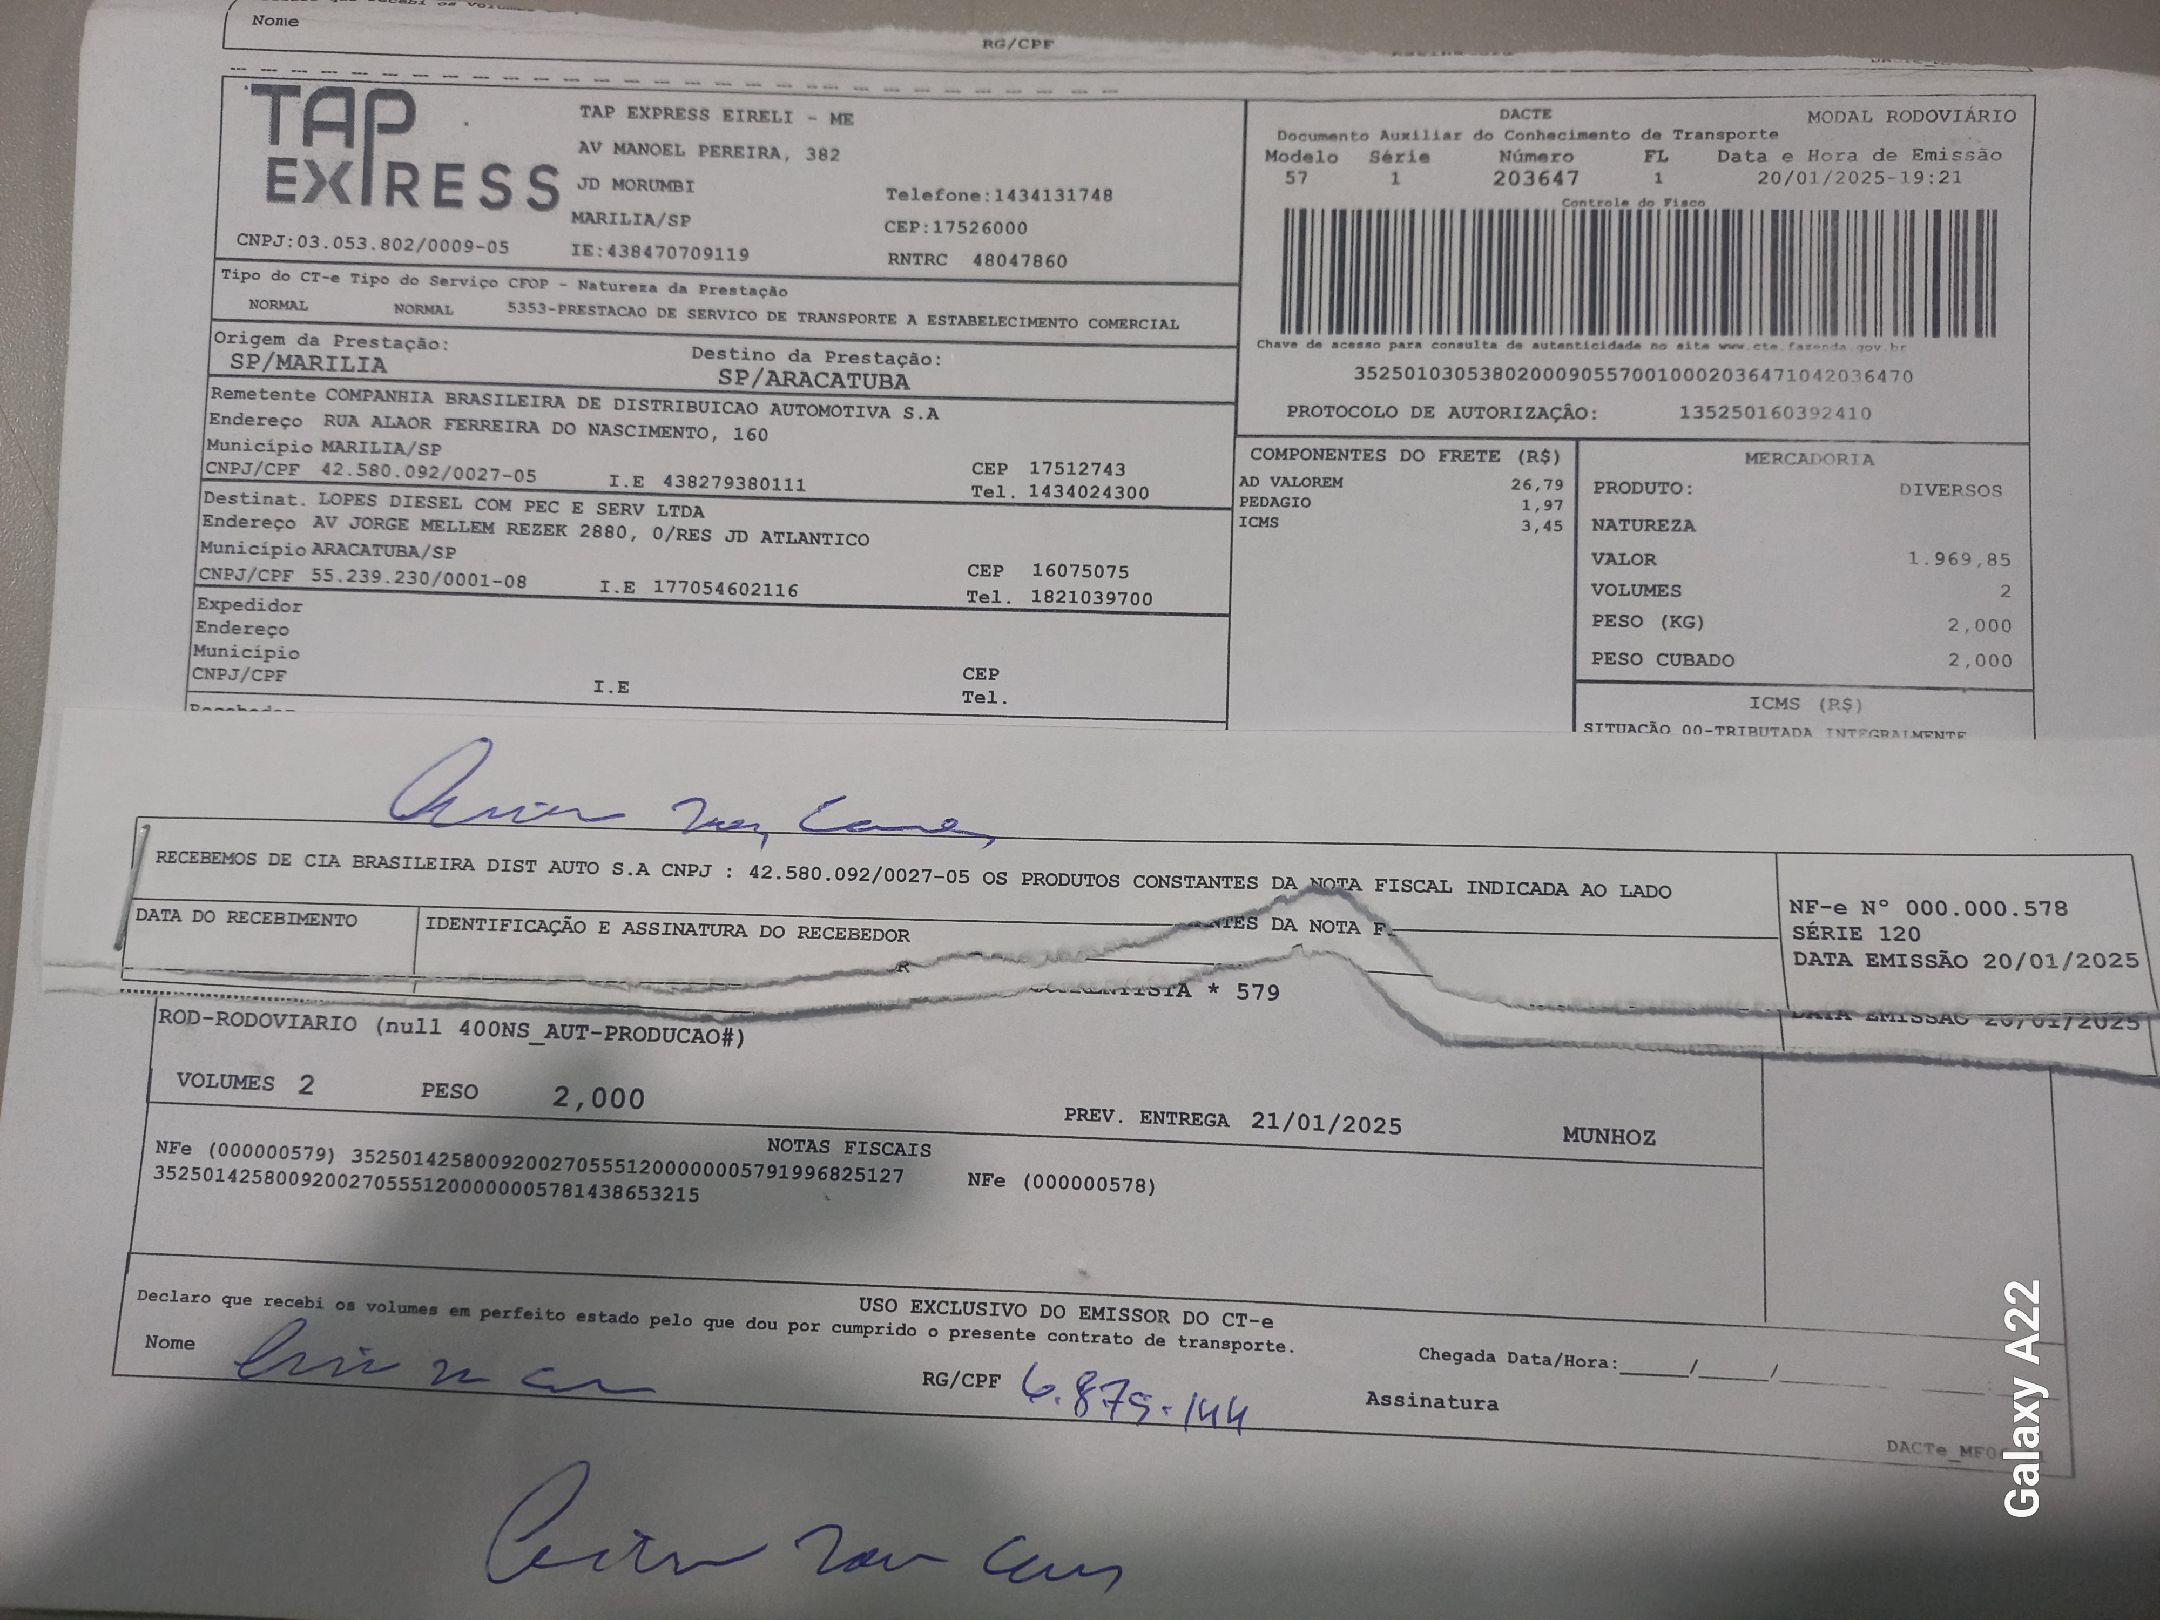 Nome
RG/CPF
TAP EXPRESS
TAP EXPRESS EIRELI - ME
AV MANOEL PEREIRA, 382
JD MORUMBI
Telefone:1434131748
MARILIA/SP
CEP:17526000
CNPJ:03.053.802/0009-05
IE:438470709119
RNTRC 48047860
DACTE
MODAL RODOVIÁRIO
Documento Auxiliar do Conhecimento de Transporte
Modelo Série Número FL Data e Hora de Emissão
57 1 203647 1 20/01/2025-19:21
Controle do Fisco
Chave de acesso para consulta de autenticidade no site www.cte.fazenda.gov.br
35250103053802000905570010002036471042036470
PROTOCOLO DE AUTORIZAÇÃO: 135250160392410
Tipo do CT-e Tipo do Serviço CFOP - Natureza da Prestação
NORMAL NORMAL 5353-PRESTACAO DE SERVICO DE TRANSPORTE A ESTABELECIMENTO COMERCIAL
Origem da Prestação: Destino da Prestação:
SP/MARILIA SP/ARACATUBA
Remetente COMPANHIA BRASILEIRA DE DISTRIBUICAO AUTOMOTIVA S.A
Endereço RUA ALAOR FERREIRA DO NASCIMENTO, 160
Município MARILIA/SP
CEP 17512743
CNPJ/CPF 42.580.092/0027-05 I.E 438279380111 Tel. 1434024300
Destinat. LOPES DIESEL COM PEC E SERV LTDA
Endereço AV JORGE MELLEM REZEK 2880, 0/RES JD ATLANTICO
Município ARACATUBA/SP
CEP 16075075
CNPJ/CPF 55.239.230/0001-08 I.E 177054602116 Tel. 1821039700
Expedidor
Endereço
Município
CEP
CNPJ/CPF I.E Tel.
COMPONENTES DO FRETE (R$)
AD VALOREM 26,79
PEDAGIO 1,97
ICMS 3,45
MERCADORIA
PRODUTO: DIVERSOS
NATUREZA
VALOR 1.969,85
VOLUMES 2
PESO (KG) 2,000
PESO CUBADO 2,000
ICMS (R$)
SITUAÇÃO 00-TRIBUTADA INTEGRALMENTE
RECEBEMOS DE CIA BRASILEIRA DIST AUTO S.A CNPJ : 42.580.092/0027-05 OS PRODUTOS CONSTANTES DA NOTA FISCAL INDICADA AO LADO
DATA DO RECEBIMENTO IDENTIFICAÇÃO E ASSINATURA DO RECEBEDOR
NF-e Nº 000.000.578
SÉRIE 120
DATA EMISSÃO 20/01/2025
DA NOTA
* 579
DATA EMISSÃO 20/01/2025
ROD-RODOVIARIO (null 400NS_AUT-PRODUCAO#)
VOLUMES 2 PESO 2,000 PREV. ENTREGA 21/01/2025 MUNHOZ
NOTAS FISCAIS
NFe (000000579) 35250142580092002705551200000005791996825127 NFe (000000578)
35250142580092002705551200000005781438653215
USO EXCLUSIVO DO EMISSOR DO CT-e
Declaro que recebi os volumes em perfeito estado pelo que dou por cumprido o presente contrato de transporte.
Nome RG/CPF 6.879.144 Chegada Data/Hora:____/____/
Assinatura
Galaxy A22